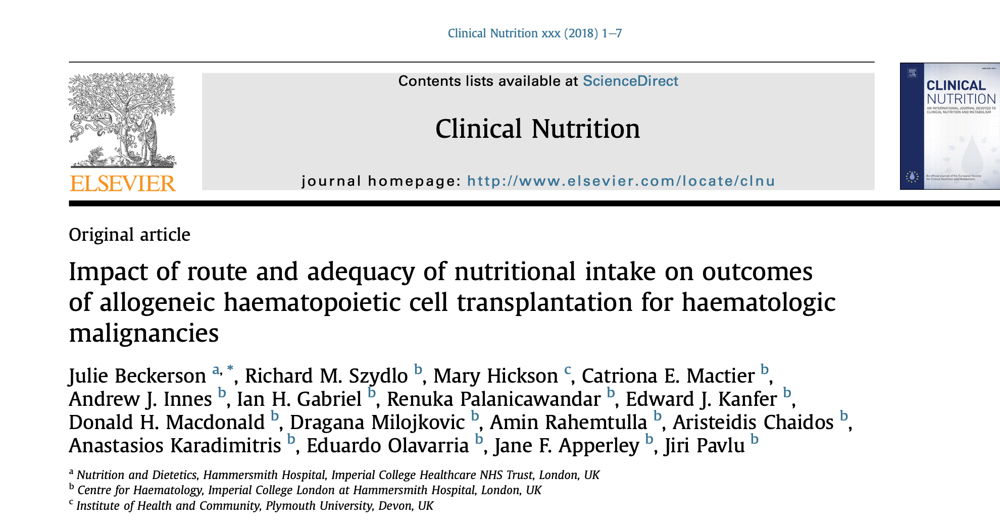 Clinical Nutrition xxx (2018) 1–7
Contents lists available at ScienceDirect
Clinical Nutrition
journal homepage: http://www.elsevier.com/locate/clnu
NON SOLUS
ELSEVIER
CLINICAL
NUTRITION
AN INTERNATIONAL JOURNAL DEVOTED TO
CLINICAL NUTRITION AND METABOLISM
An official journal of the European Society
for Clinical Nutrition and Metabolism.
Original article
Impact of route and adequacy of nutritional intake on outcomes
of allogeneic haematopoietic cell transplantation for haematologic
malignancies
Julie Beckerson a, *, Richard M. Szydlo b, Mary Hickson c, Catriona E. Mactier b,
Andrew J. Innes b, Ian H. Gabriel b, Renuka Palanicawandar b, Edward J. Kanfer b,
Donald H. Macdonald b, Dragana Milojkovic b, Amin Rahemtulla b, Aristeidis Chaidos b,
Anastasios Karadimitris b, Eduardo Olavarria b, Jane F. Apperley b, Jiri Pavlu b
a Nutrition and Dietetics, Hammersmith Hospital, Imperial College Healthcare NHS Trust, London, UK
b Centre for Haematology, Imperial College London at Hammersmith Hospital, London, UK
c Institute of Health and Community, Plymouth University, Devon, UK